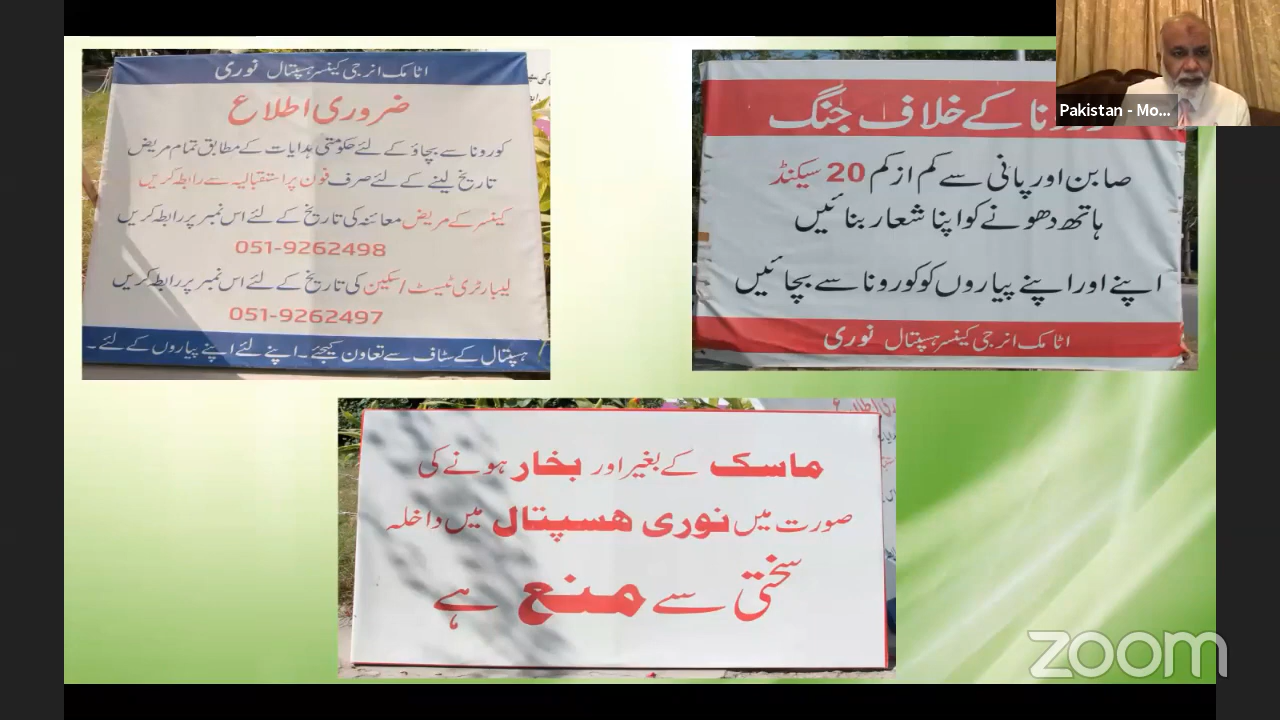 اٹامک انرجی کینسر ہسپتال نوری
ضروری اطلاع
کورونا سے بچاؤ کے لئے حکومتی ہدایات کے مطابق تمام مریض
تاریخ لینے کے لئے صرف فون پر استقبالیہ سے رابطہ کریں
کینسر کے مریض معائنہ کی تاریخ کے لئے اس نمبر پر رابطہ کریں
051-9262498
لیبارٹری ٹیسٹ / سکین کی تاریخ کے لئے اس نمبر پر رابطہ کریں
051-9262497
ہسپتال کے سٹاف سے تعاون کیجئے۔ اپنے لئے اپنے پیاروں کے لئے۔
کے خلاف جنگ
صابن اور پانی سے کم از کم 20 سیکنڈ
ہاتھ دھونے کو اپنا شعار بنائیں
اپنے اور اپنے پیاروں کو کورونا سے بچائیں
اٹامک انرجی کینسر ہسپتال نوری
Pakistan - Mo...
ماسک کے بغیر اور بخار ہونے کی
صورت میں نوری ہسپتال میں داخلہ
سختی سے منع ہے
zoom